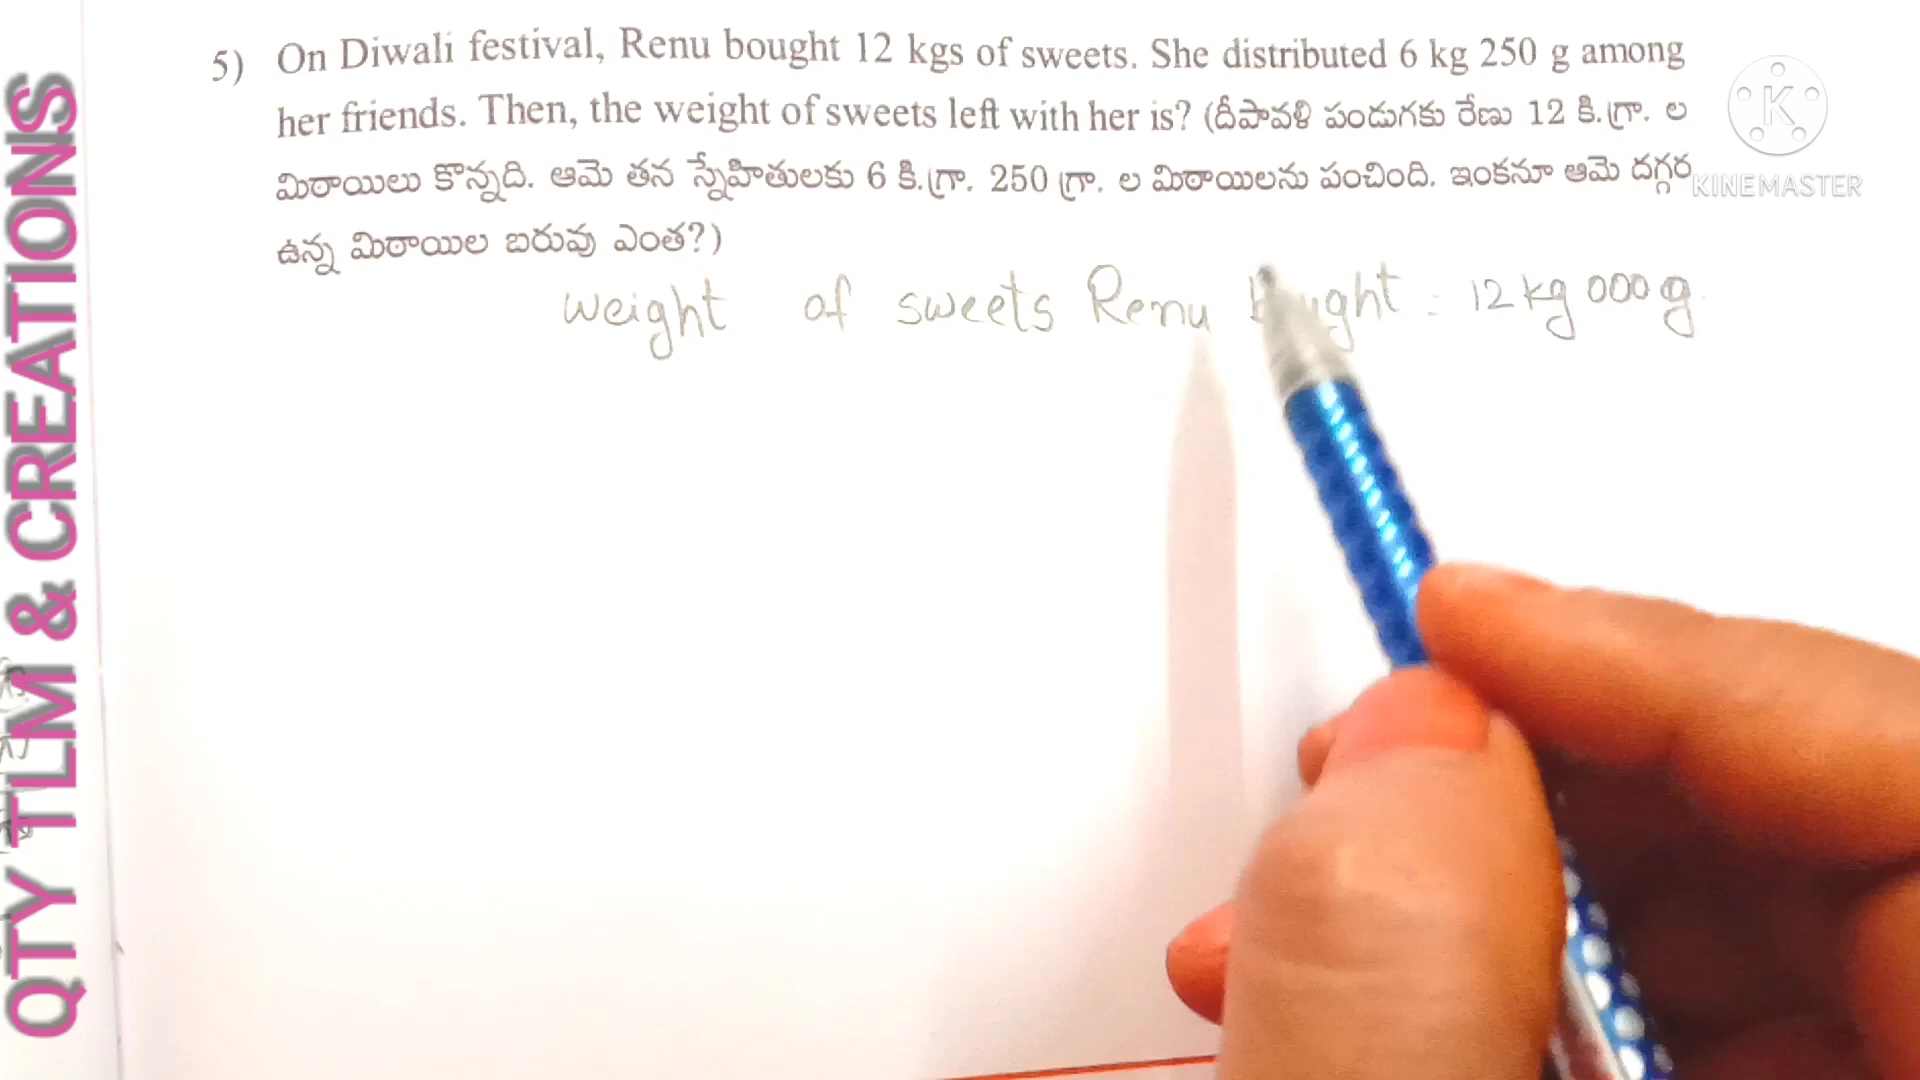 5) On Diwali festival, Renu bought 12 kgs of sweets. She distributed 6 kg 250 g among
her friends. Then, the weight of sweets left with her is? (దీపావళి పండుగకు రేణు 12 కి.గ్రా. ల
మిఠాయిలు కొన్నది. ఆమె తన స్నేహితులకు 6 కి.గ్రా. 250 గ్రా. ల మిఠాయిలను పంచింది. ఇంకనూ ఆమె దగ్గర
ఉన్న మిఠాయిల బరువు ఎంత?)
weight of sweets Renu : 12 kg 000 g
K
KINEMASTER
QTY TLM & CREATIONS